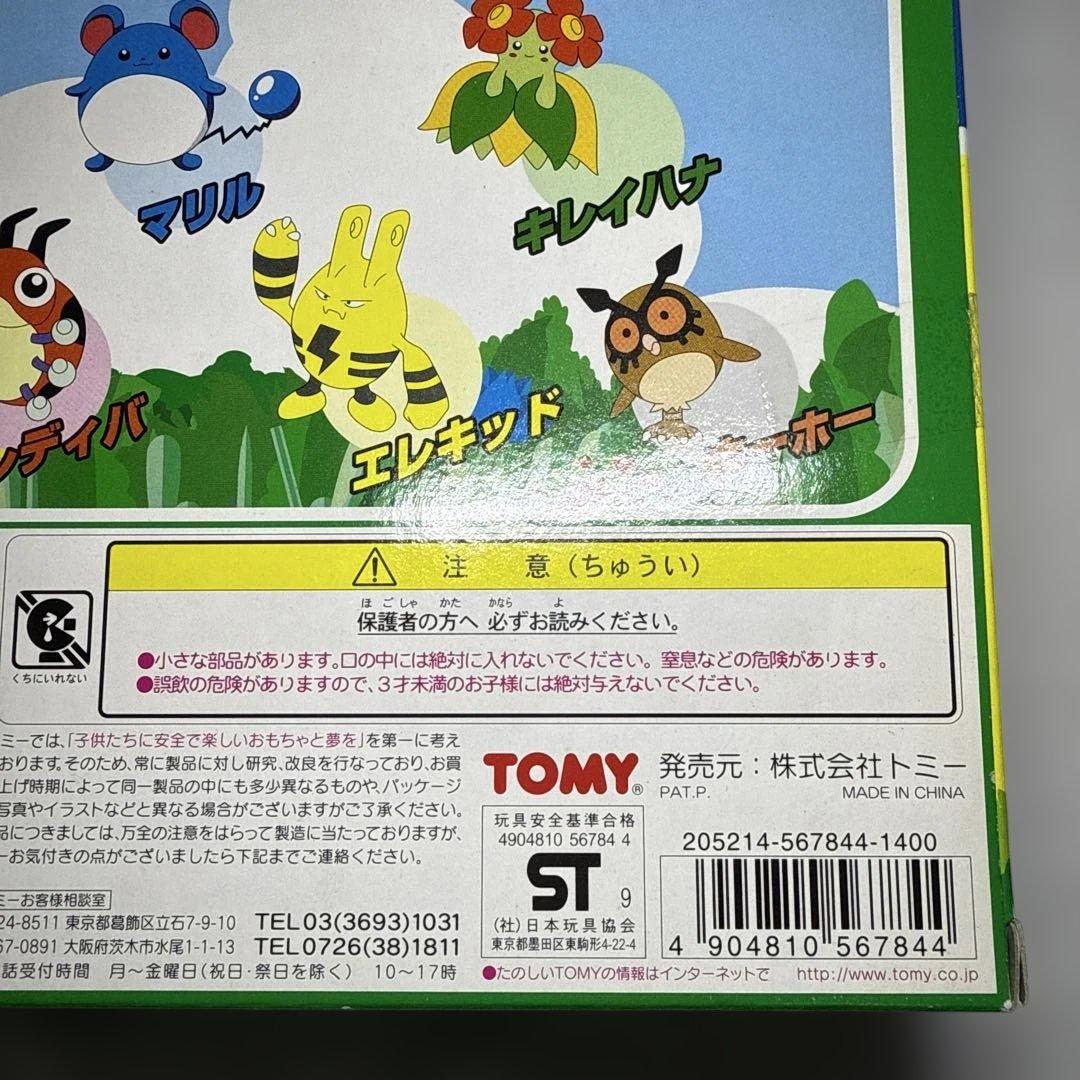 マリル
キレイハナ
ディバ
エレキッド
ーホー
注 意(ちゅうい)
保護者の方へ 必ずお読みください。
ほごしゃ かた かなら よ
●小さな部品があります。口の中には絶対に入れないでください。窒息などの危険があります。
●誤飲の危険がありますので、3才未満のお子様には絶対与えないでください。
くちにいれない
ミーでは、「子供たちに安全で楽しいおもちゃと夢を」を第一に考え
おります。そのため、常に製品に対し研究、改良を行なっており、お買
上げ時期によって同一製品の中にも多少異なるものや、パッケージ
写真やイラストなどと異なる場合がございますがご了承ください。
品につきましては、万全の注意をはらって製造に当たっておりますが、
一お気付きの点がございましたら下記までご連絡ください。
ミーお客様相談室
24-8511 東京都葛飾区立石7-9-10 TEL03(3693)1031
67-0891 大阪府茨木市水尾1-1-13 TEL0726(38)1811
話受付時間 月〜金曜日(祝日・祭日を除く) 10〜17時
TOMY®
発売元:株式会社トミー
PAT.P. MADE IN CHINA
玩具安全基準合格
4904810 56784 4
ST 9
(社)日本玩具協会
東京都墨田区東駒形4-22-4
205214-567844-1400
4 904810 567844
●たのしいTOMYの情報はインターネットで http://www.tomy.co.jp